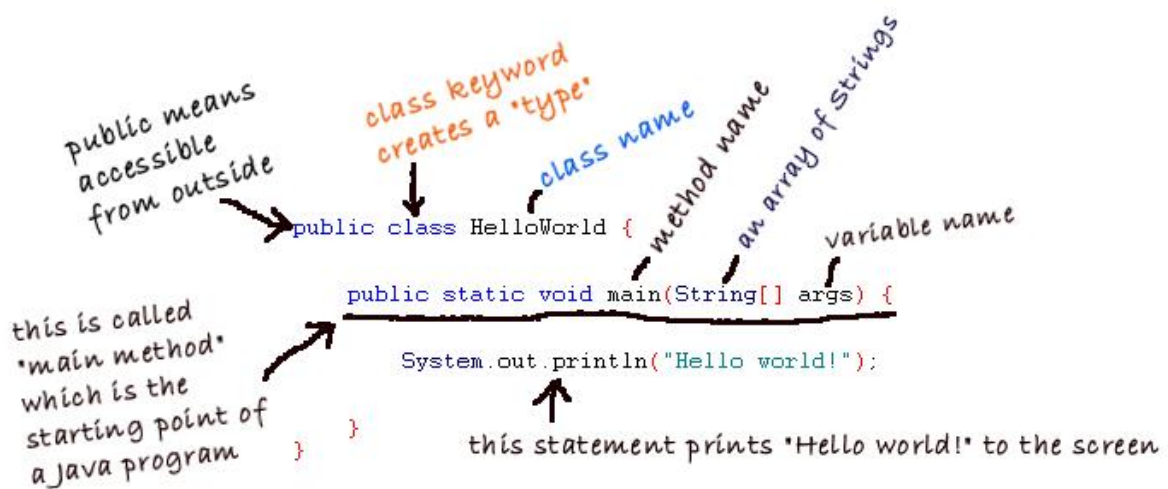 public means
accessible
from outside
class keyword
creates a "type"
class name
method name
an array of Strings
variable name
public class HelloWorld {
public static void main(String[] args) {
this is called
"main method"
which is the
starting point of
a Java program
System.out.println("Hello world!");
}
}
this statement prints "Hello world!" to the screen